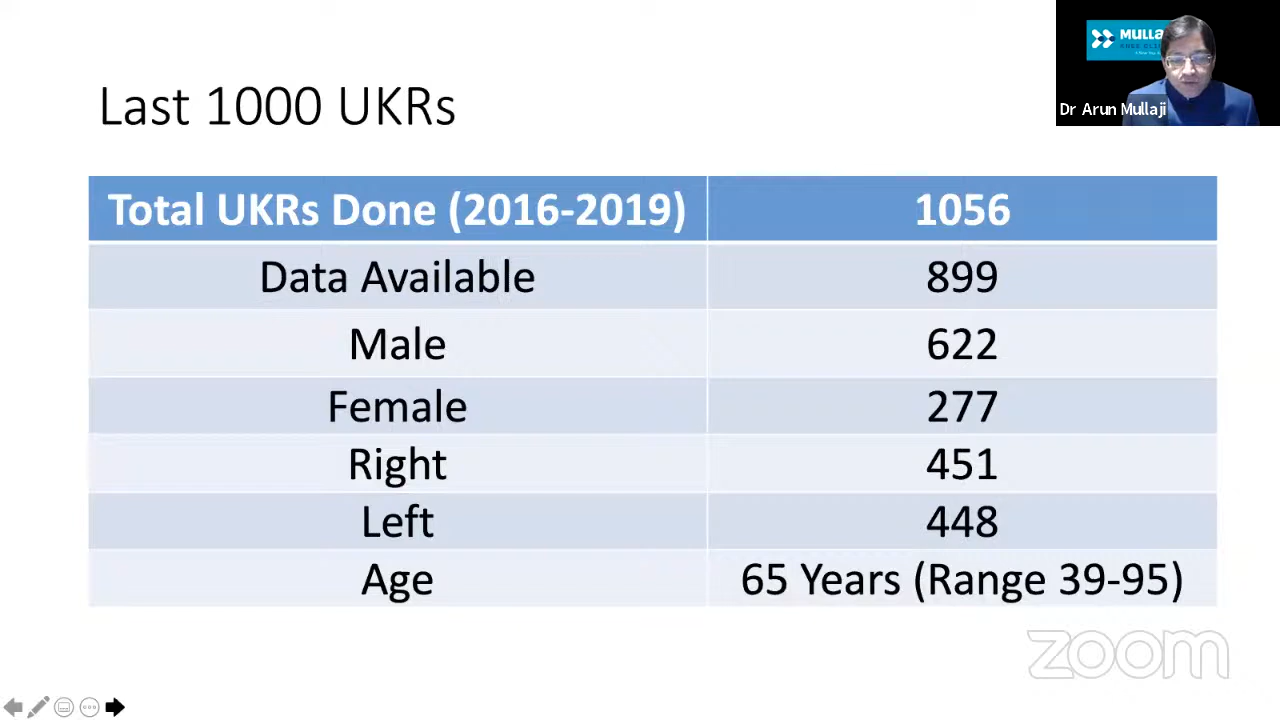 MULLA
Dr Arun Mullaji
Last 1000 UKRs
Total UKRs Done (2016-2019) 1056
Data Available 899
Male 622
Female 277
Right 451
Left 448
Age 65 Years (Range 39-95)
zoom